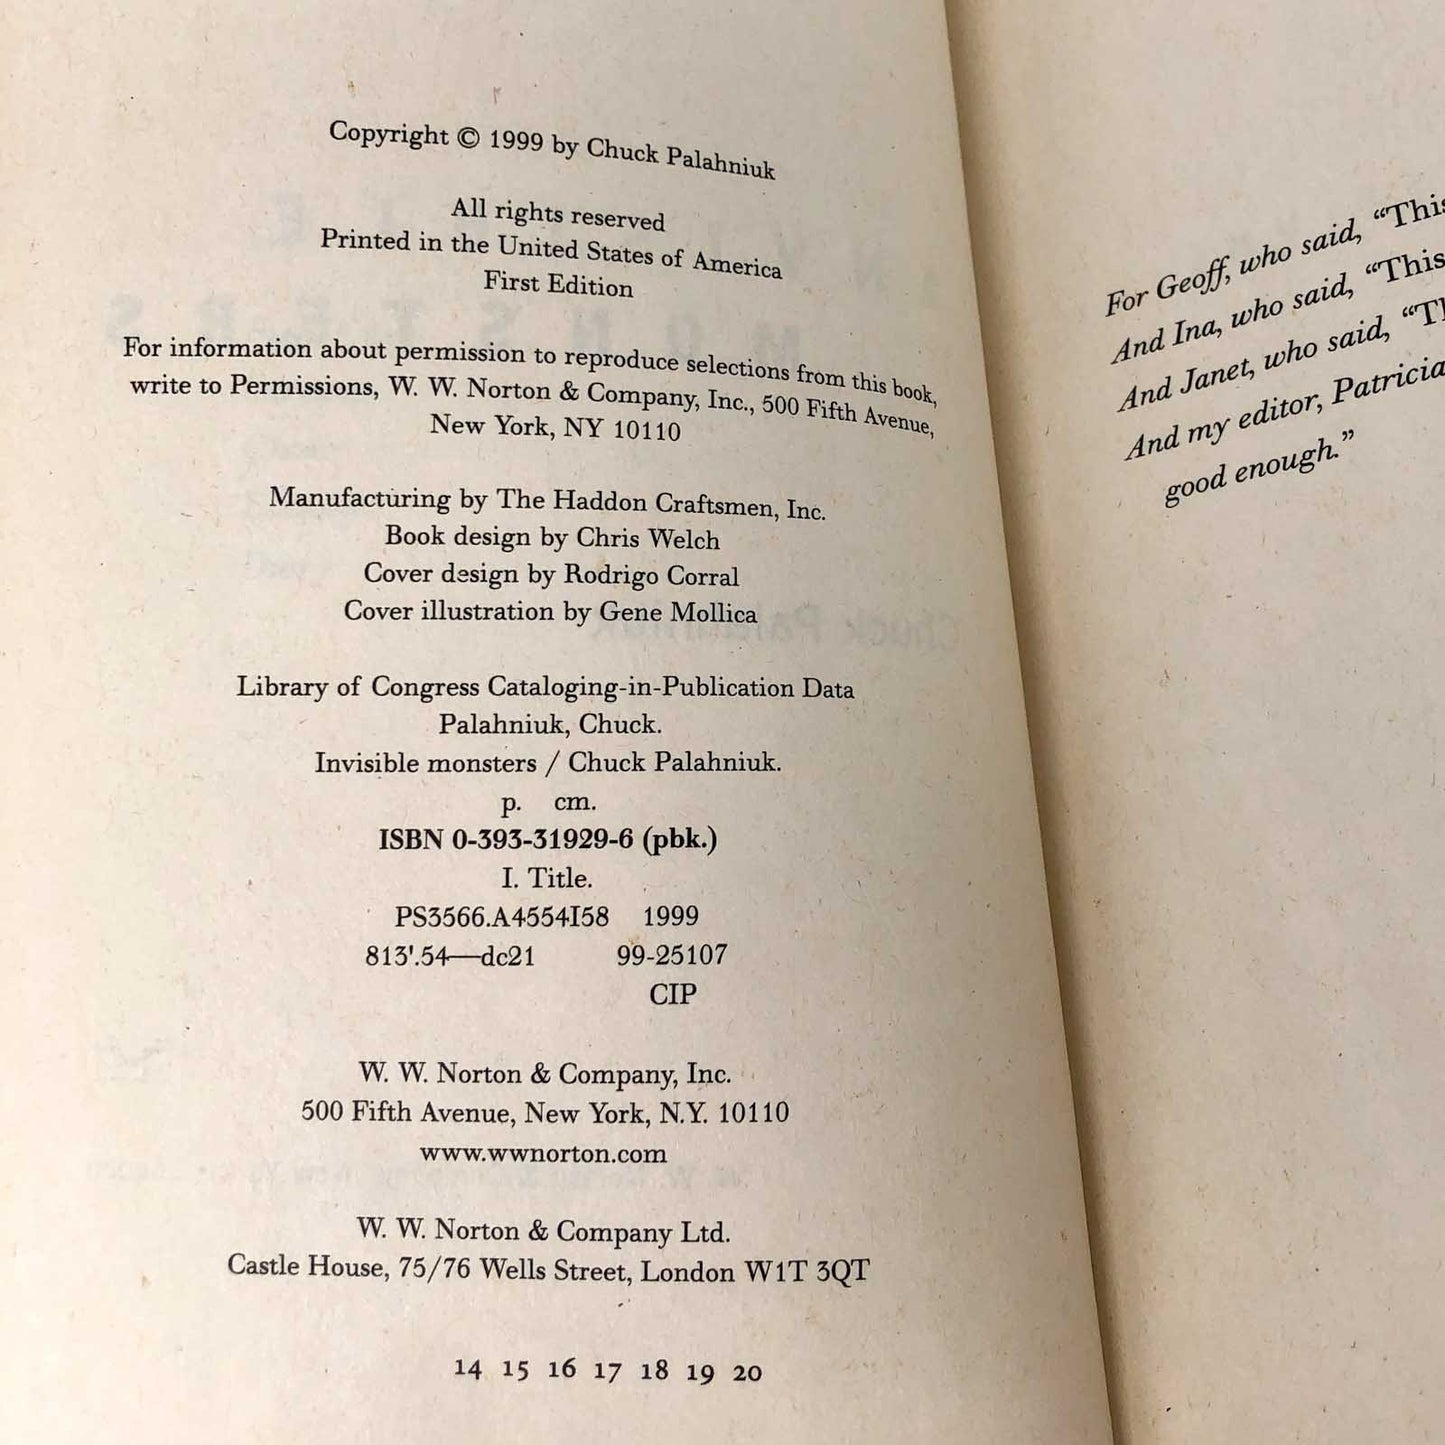 Copyright © 1999 by Chuck Palahniuk
All rights reserved
Printed in the United States of America
First Edition
For information about permission to reproduce selections from this book,
write to Permissions, W. W. Norton & Company, Inc., 500 Fifth Avenue,
New York, NY 10110
Manufacturing by The Haddon Craftsmen, Inc.
Book design by Chris Welch
Cover design by Rodrigo Corral
Cover illustration by Gene Mollica
Library of Congress Cataloging-in-Publication Data
Palahniuk, Chuck.
Invisible monsters / Chuck Palahniuk.
p. cm.
ISBN 0-393-31929-6 (pbk.)
I. Title.
PS3566.A4554I58 1999
813'.54—dc21 99-25107
CIP
W. W. Norton & Company, Inc.
500 Fifth Avenue, New York, N.Y. 10110
www.wwnorton.com
W. W. Norton & Company Ltd.
Castle House, 75/76 Wells Street, London W1T 3QT
14 15 16 17 18 19 20
For Geoff, who said, “This
And Ina, who said, “This
And Janet, who said, “
And my editor, Patricia
good enough.”